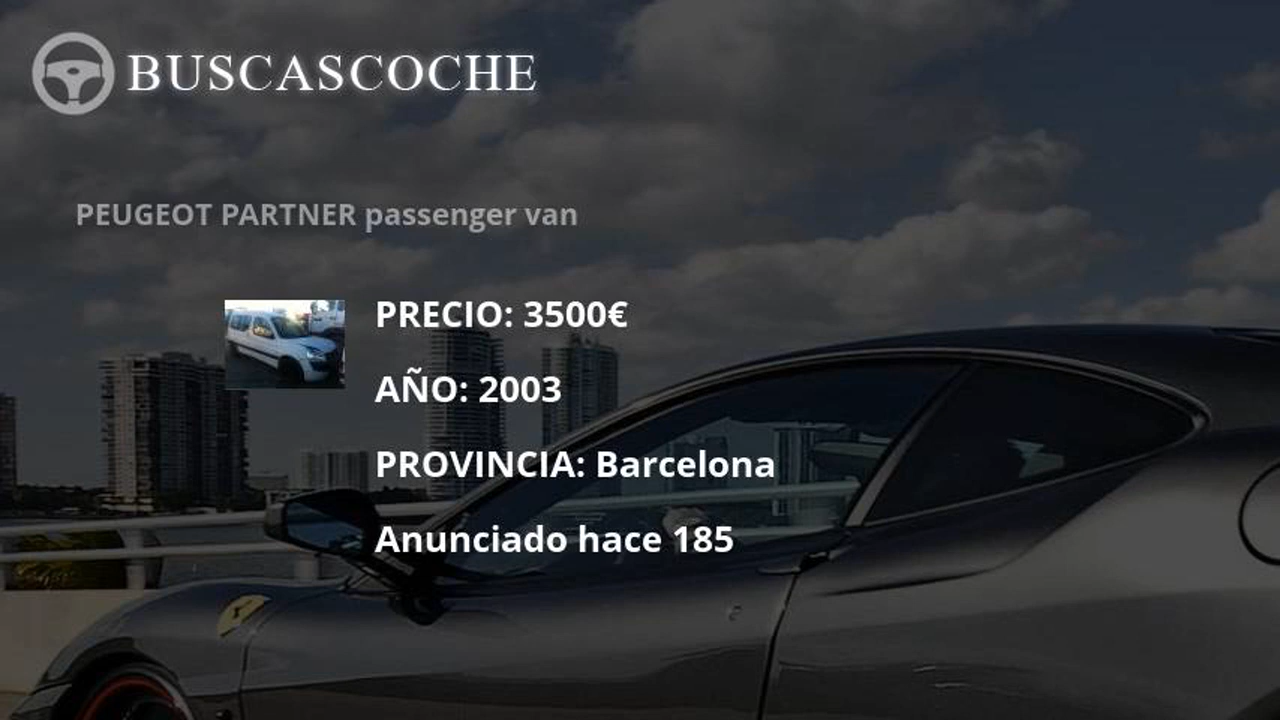 BUSCASCOCHE
PEUGEOT PARTNER passenger van
PRECIO: 3500€
AÑO: 2003
PROVINCIA: Barcelona
Anunciado hace 185